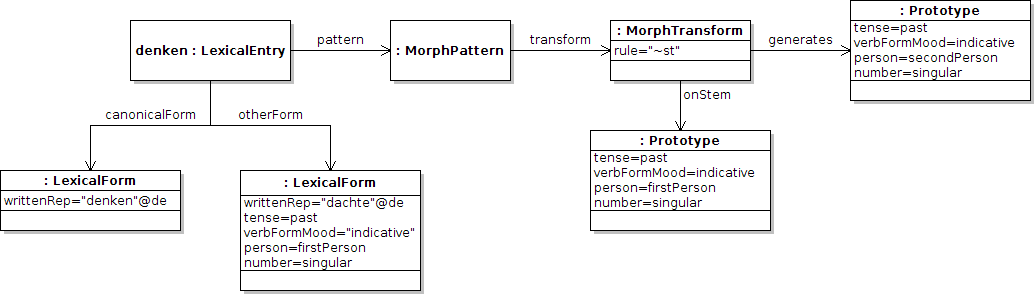 denken : LexicalEntry
pattern
: MorphPattern
transform
: MorphTransform
rule="~st"
generates
: Prototype
tense=past
verbFormMood=indicative
person=secondPerson
number=singular
onStem
: Prototype
tense=past
verbFormMood=indicative
person=firstPerson
number=singular
canonicalForm
otherForm
: LexicalForm
writtenRep="denken"@de
: LexicalForm
writtenRep="dachte"@de
tense=past
verbFormMood="indicative"
person=firstPerson
number=singular